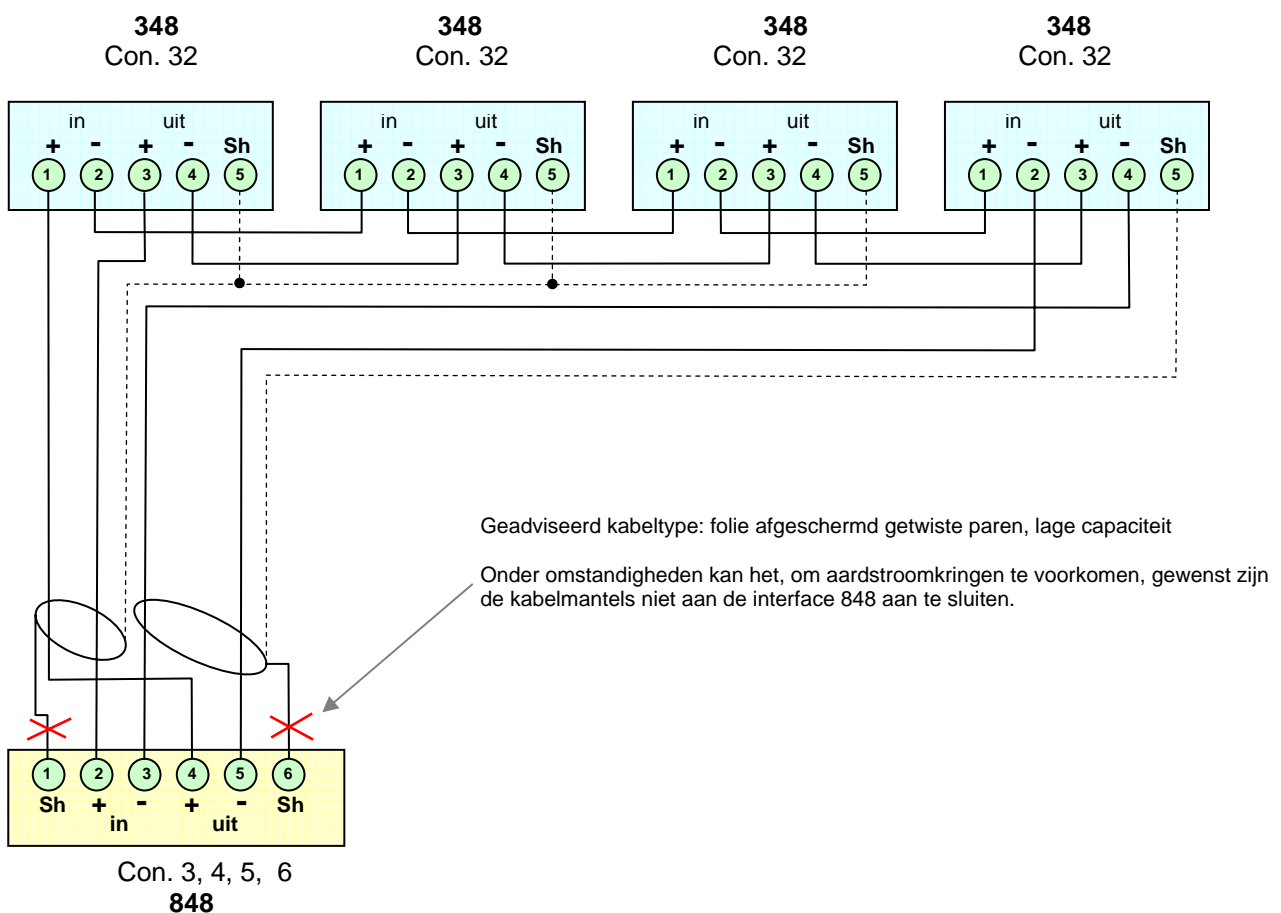 348 348 348 348
Con. 32 Con. 32 Con. 32 Con. 32
in uit in uit in uit in uit
+ - + - Sh + - + - Sh + - + - Sh + - + - Sh
1 2 3 4 5 1 2 3 4 5 1 2 3 4 5 1 2 3 4 5
Geadviseerd kabeltype: folie afgeschermd getwiste paren, lage capaciteit
Onder omstandigheden kan het, om aardstroomkringen te voorkomen, gewenst zijn
de kabelmantels niet aan de interface 848 aan te sluiten.
1 2 3 4 5 6
Sh + - + - Sh
in uit
Con. 3, 4, 5, 6
848